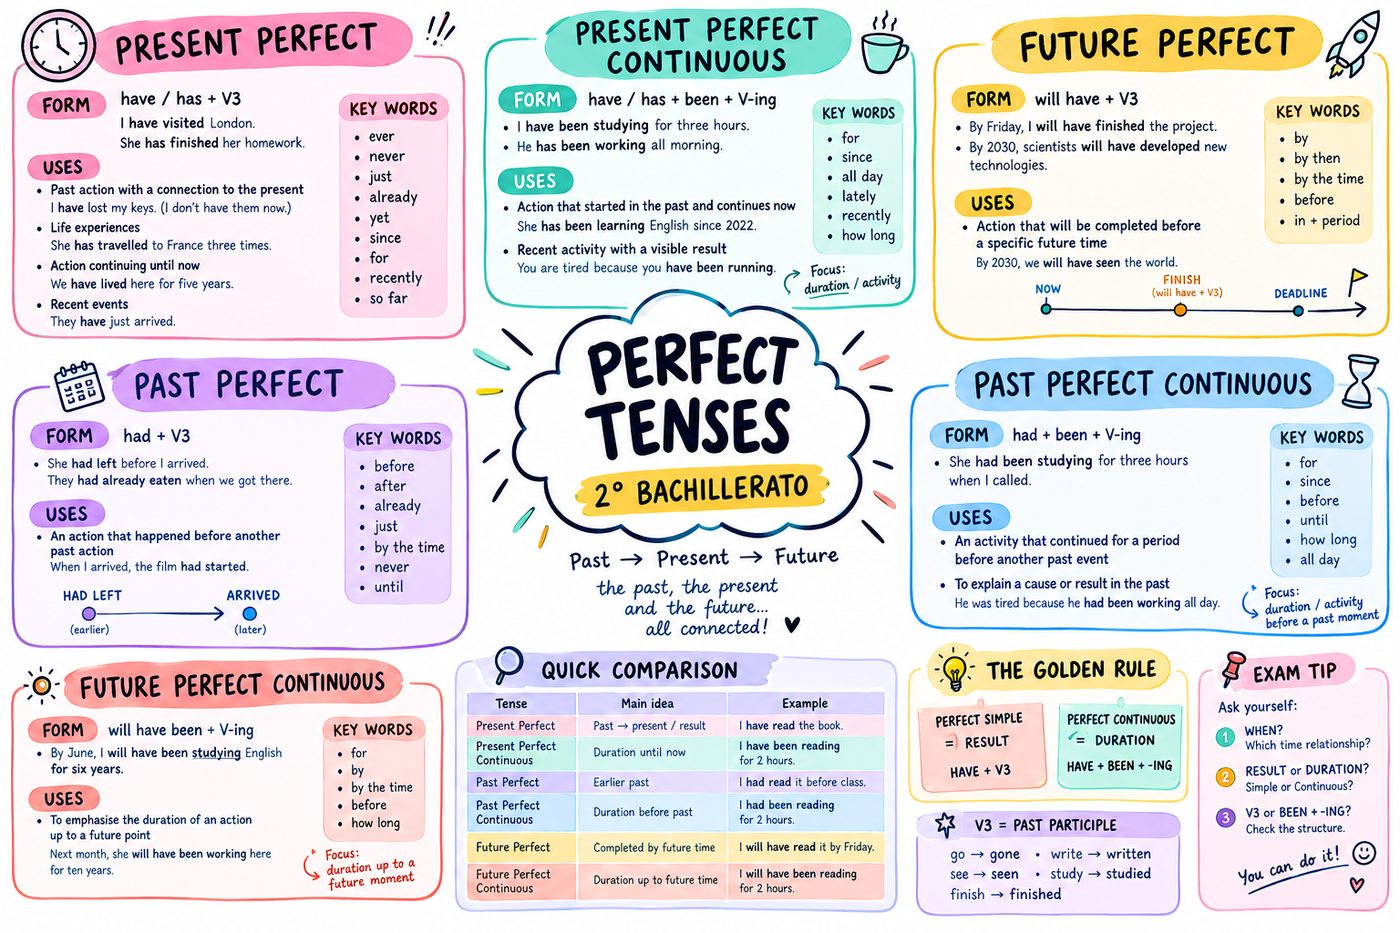 PRESENT PERFECT
FORM
have / has + V3
I have visited London.
She has finished her homework.
USES
• Past action with a connection to the present
I have lost my keys. (I don't have them now.)
• Life experiences
She has travelled to France three times.
• Action continuing until now
We have lived here for five years.
• Recent events
They have just arrived.
KEY WORDS
• ever
• never
• just
• already
• yet
• since
• for
• recently
• so far
PRESENT PERFECT
CONTINUOUS
FORM
have / has + been + V-ing
• I have been studying for three hours.
• He has been working all morning.
USES
• Action that started in the past and continues now
She has been learning English since 2022.
• Recent activity with a visible result
You are tired because you have been running.
KEY WORDS
• for
• since
• all day
• lately
• recently
• how long
Focus:
duration / activity
FUTURE PERFECT
FORM
will have + V3
• By Friday, I will have finished the project.
• By 2030, scientists will have developed new
technologies.
USES
• Action that will be completed before
a specific future time
By 2030, we will have seen the world.
KEY WORDS
• by
• by then
• by the time
• before
• in + period
NOW
FINISH
(will have + V3)
DEADLINE
PERFECT
TENSES
2° BACHILLERATO
Past → Present → Future
the past, the present
and the future...
all connected!
PAST PERFECT
FORM
had + V3
• She had left before I arrived.
They had already eaten when we got there.
USES
• An action that happened before another
past action
When I arrived, the film had started.
HAD LEFT
(earlier)
ARRIVED
(later)
KEY WORDS
• before
• after
• already
• just
• by the time
• never
• until
PAST PERFECT CONTINUOUS
FORM
had + been + V-ing
• She had been studying for three hours
when I called.
USES
• An activity that continued for a period
before another past event
• To explain a cause or result in the past
He was tired because he had been working all day.
KEY WORDS
• for
• since
• before
• until
• how long
• all day
Focus:
duration / activity
before a past moment
FUTURE PERFECT CONTINUOUS
FORM
will have been + V-ing
• By June, I will have been studying English
for six years.
USES
• To emphasise the duration of an action
up to a future point
Next month, she will have been working here
for ten years.
KEY WORDS
• for
• by
• by the time
• before
• how long
Focus:
duration up to a
future moment
QUICK COMPARISON
Tense Main idea Example
Present Perfect Past → present / result I have read the book.
Present Perfect Continuous Duration until now I have been reading for 2 hours.
Past Perfect Earlier past I had read it before class.
Past Perfect Continuous Duration before past I had been reading for 2 hours.
Future Perfect Completed by future time I will have read it by Friday.
Future Perfect Continuous Duration up to future time I will have been reading for 2 hours.
THE GOLDEN RULE
PERFECT SIMPLE
= RESULT
HAVE + V3
PERFECT CONTINUOUS
= DURATION
HAVE + BEEN + -ING
V3 = PAST PARTICIPLE
go → gone • write → written
see → seen • study → studied
finish → finished
EXAM TIP
Ask yourself:
1 WHEN?
Which time relationship?
2 RESULT or DURATION?
Simple or Continuous?
3 V3 or BEEN + -ING?
Check the structure.
You can do it!